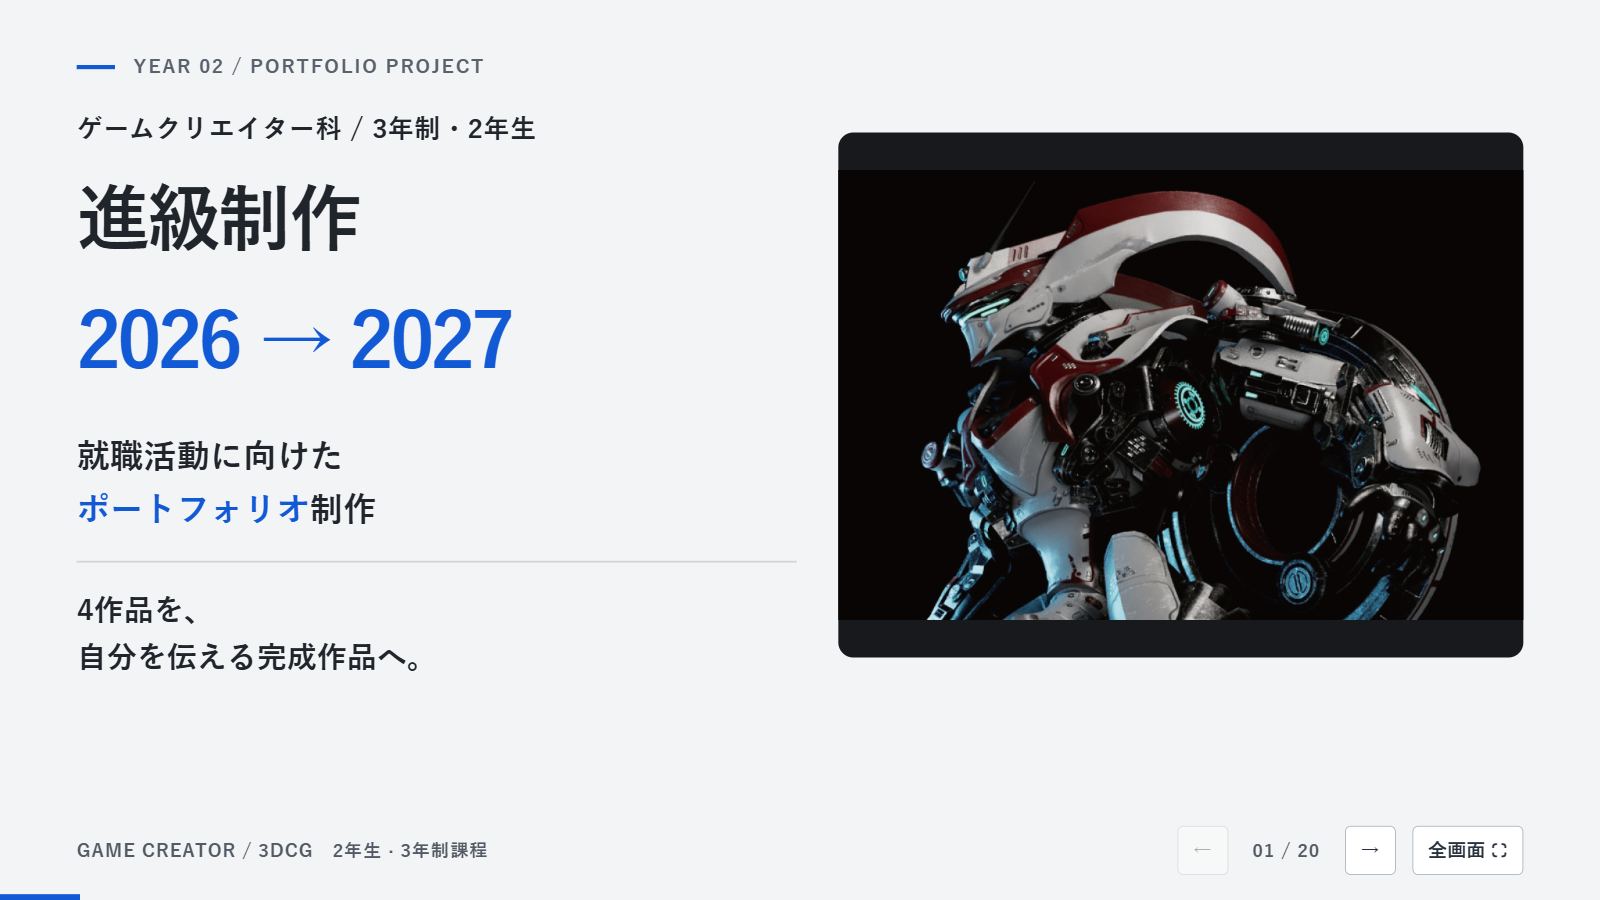 YEAR 02 / PORTFOLIO PROJECT
ゲームクリエイター科 / 3年制・2年生
進級制作
2026 → 2027
就職活動に向けた
ポートフォリオ制作
4作品を、
自分を伝える完成作品へ。
GAME CREATOR / 3DCG 2年生 · 3年制課程
← 01 / 20 → 全画面 ⛶